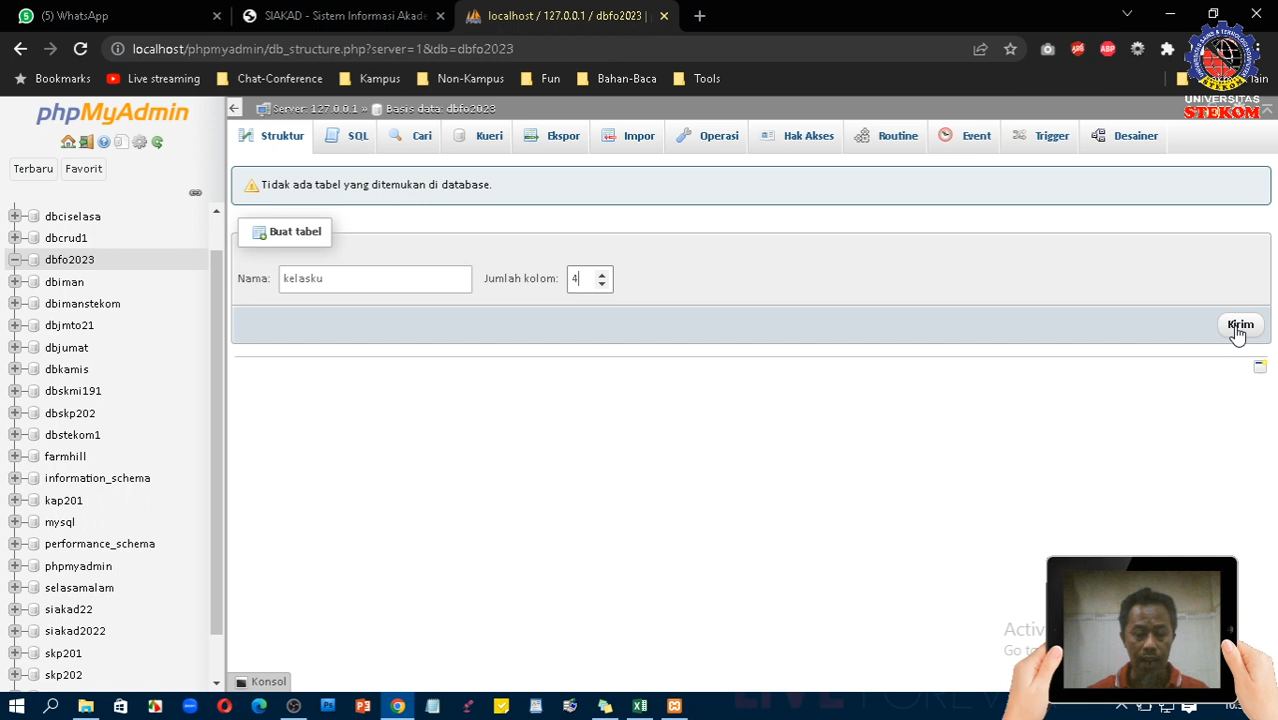 (5) WhatsApp
SIAKAD - Sistem Informasi Akade
localhost / 127.0.0.1 / dbfo2023 |
localhost/phpmyadmin/db_structure.php?server=1&db=dbfo2023
ABP
Bookmarks
Live streaming
Chat-Conference
Kampus
Non-Kampus
Fun
Bahan-Baca
Tools
UNIVERSITAS
STEKOM
phpMyAdmin
Terbaru
Favorit
dbciselasa
dbcrud1
dbfo2023
dbiman
dbimanstekom
dbjmto21
dbjumat
dbkamis
dbskmi191
dbskp202
dbstekom1
farmhill
information_schema
kap201
mysql
performance_schema
phpmyadmin
selasamalam
siakad22
siakad2022
skp201
skp202
Server: 127.0.0.1 » Basis data: dbfo2023
Struktur
SQL
Cari
Kueri
Ekspor
Impor
Operasi
Hak Akses
Routine
Event
Trigger
Desainer
Tidak ada tabel yang ditemukan di database.
Buat tabel
Nama:
kelasku
Jumlah kolom:
4
Kirim
Konsol
Activ
Go to